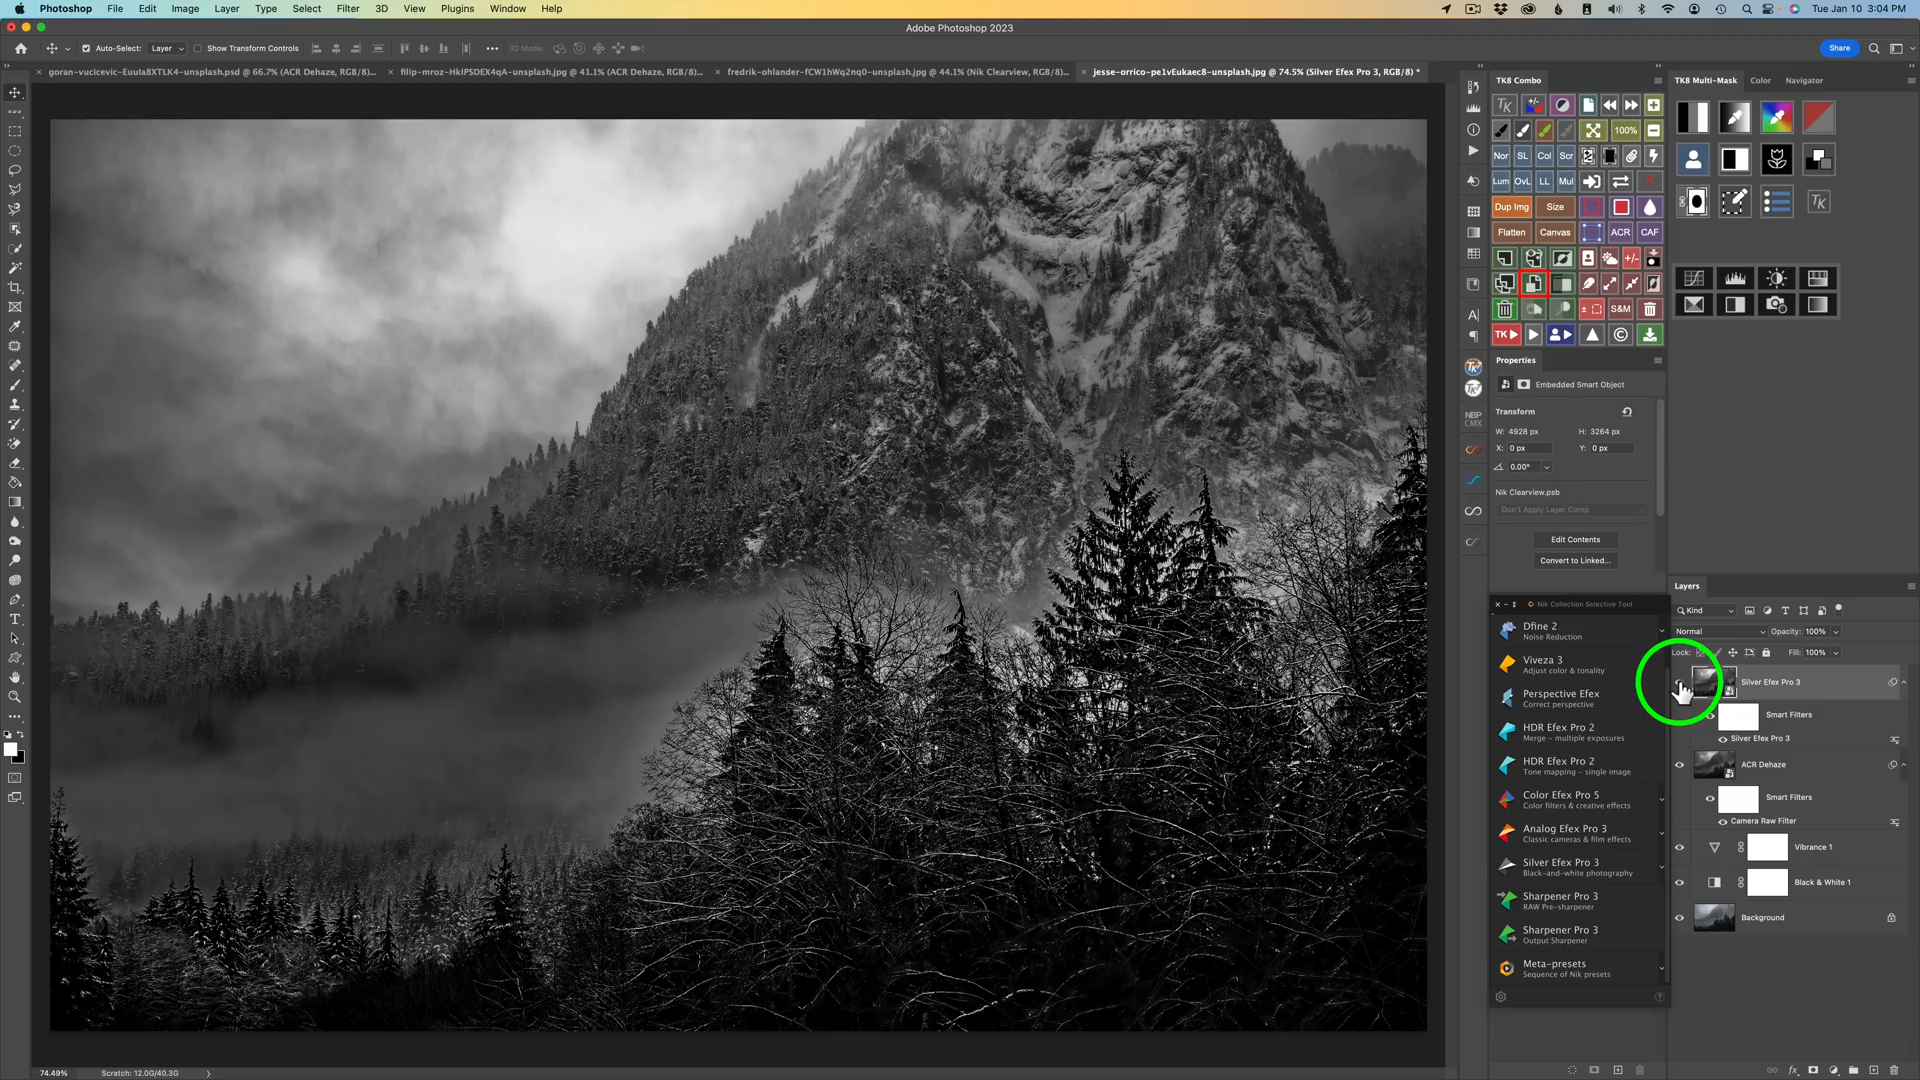 Photoshop File Edit Image Layer Type Select Filter 3D View Plugins Window Help
Tue Jan 10 3:04 PM
Adobe Photoshop 2023
Auto-Select: Layer Show Transform Controls 3D Mode: Share
goran-vucicevic-Euula8XTLK4-unsplash.psd @ 66.7% (ACR Dehaze, RGB/8)...
filip-mroz-HkIPSDEX4qA-unsplash.jpg @ 41.1% (ACR Dehaze, RGB/8)...
fredrik-ohlander-fCW1hWq2nq0-unsplash.jpg @ 44.1% (Nik Clearview, RGB/8)...
jesse-orrico-pe1vEukaec8-unsplash.jpg @ 74.5% (Silver Efex Pro 3, RGB/8) *
TK8 Combo
TK8 Multi-Mask Color Navigator
100%
Nor SL Col Scr
Lum OvL LL Mul
Dup Img Size
Flatten Canvas ACR CAF
S&M
TK
Properties
Embedded Smart Object
Transform
W: 4928 px H: 3264 px
X: 0 px Y: 0 px
0.00°
NBP
CMX
Nik Clearview.psb
Don't Apply Layer Comp
Edit Contents
Convert to Linked...
Nik Collection Selective Tool
Dfine 2
Noise Reduction
Viveza 3
Adjust color & tonality
Perspective Efex
Correct perspective
HDR Efex Pro 2
Merge - multiple exposures
HDR Efex Pro 2
Tone mapping - single image
Color Efex Pro 5
Color filters & creative effects
Analog Efex Pro 3
Classic cameras & film effects
Silver Efex Pro 3
Black-and-white photography
Sharpener Pro 3
RAW Pre-sharpener
Sharpener Pro 3
Output Sharpener
Meta-presets
Sequence of Nik presets
Layers
Kind
Normal Opacity: 100%
Lock: Fill: 100%
Silver Efex Pro 3
Smart Filters
Silver Efex Pro 3
ACR Dehaze
Smart Filters
Camera Raw Filter
Vibrance 1
Black & White 1
Background
74.49% Scratch: 12.0G/40.3G